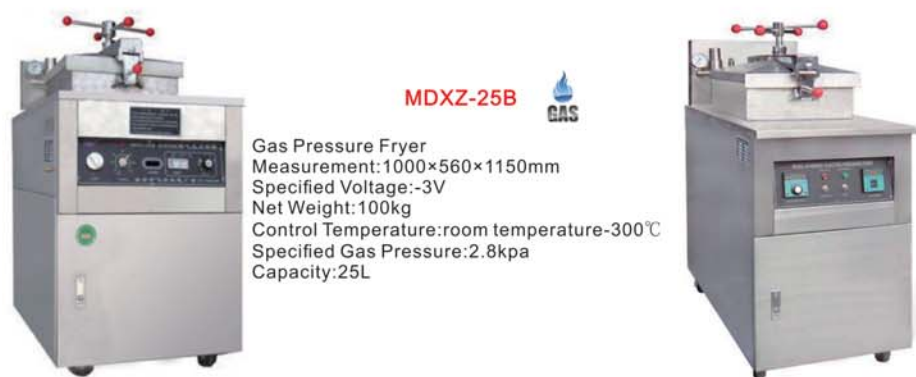 MDXZ-25B
GAS
Gas Pressure Fryer
Measurement:1000×560×1150mm
Specified Voltage:-3V
Net Weight:100kg
Control Temperature:room temperature-300℃
Specified Gas Pressure:2.8kpa
Capacity:25L